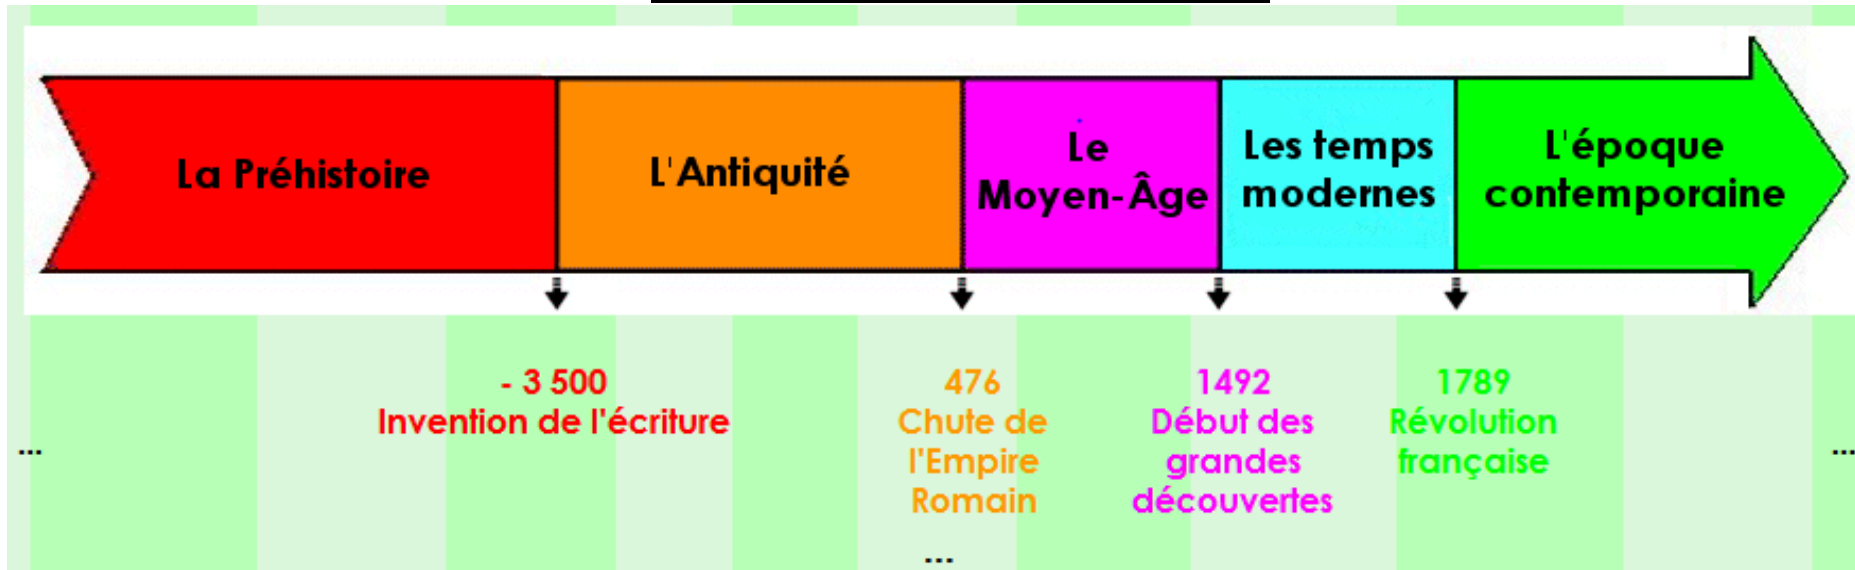 La Préhistoire
L'Antiquité
Le
Moyen-Âge
Les temps
modernes
L'époque
contemporaine
- 3 500
Invention de l'écriture
476
Chute de
l'Empire
Romain
1492
Début des
grandes
découvertes
1789
Révolution
française
...
...
...